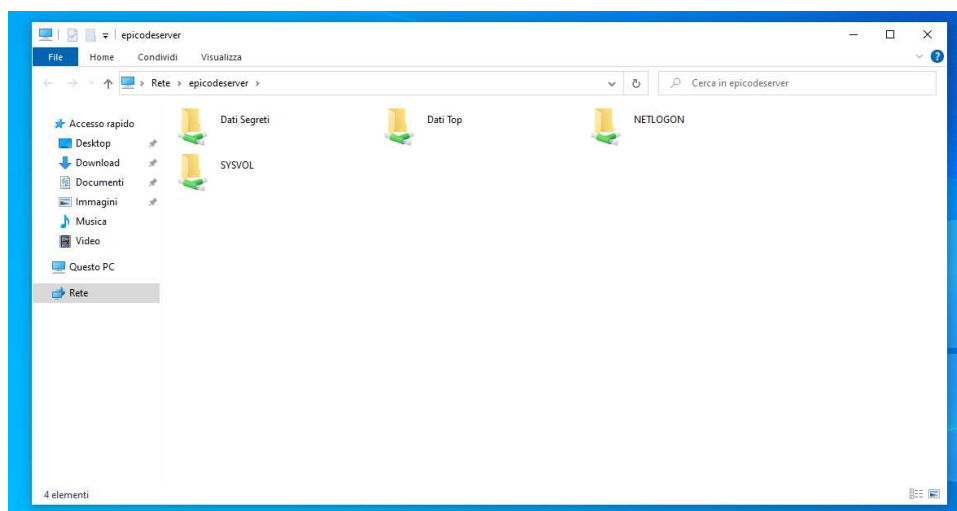 epicodeserver
File Home Condividi Visualizza
Rete epicodeserver
Cerca in epicodeserver
Accesso rapido
Desktop
Download
Documenti
Immagini
Musica
Video
Questo PC
Rete
Dati Segreti Dati Top NETLOGON
SYSVOL
4 elementi